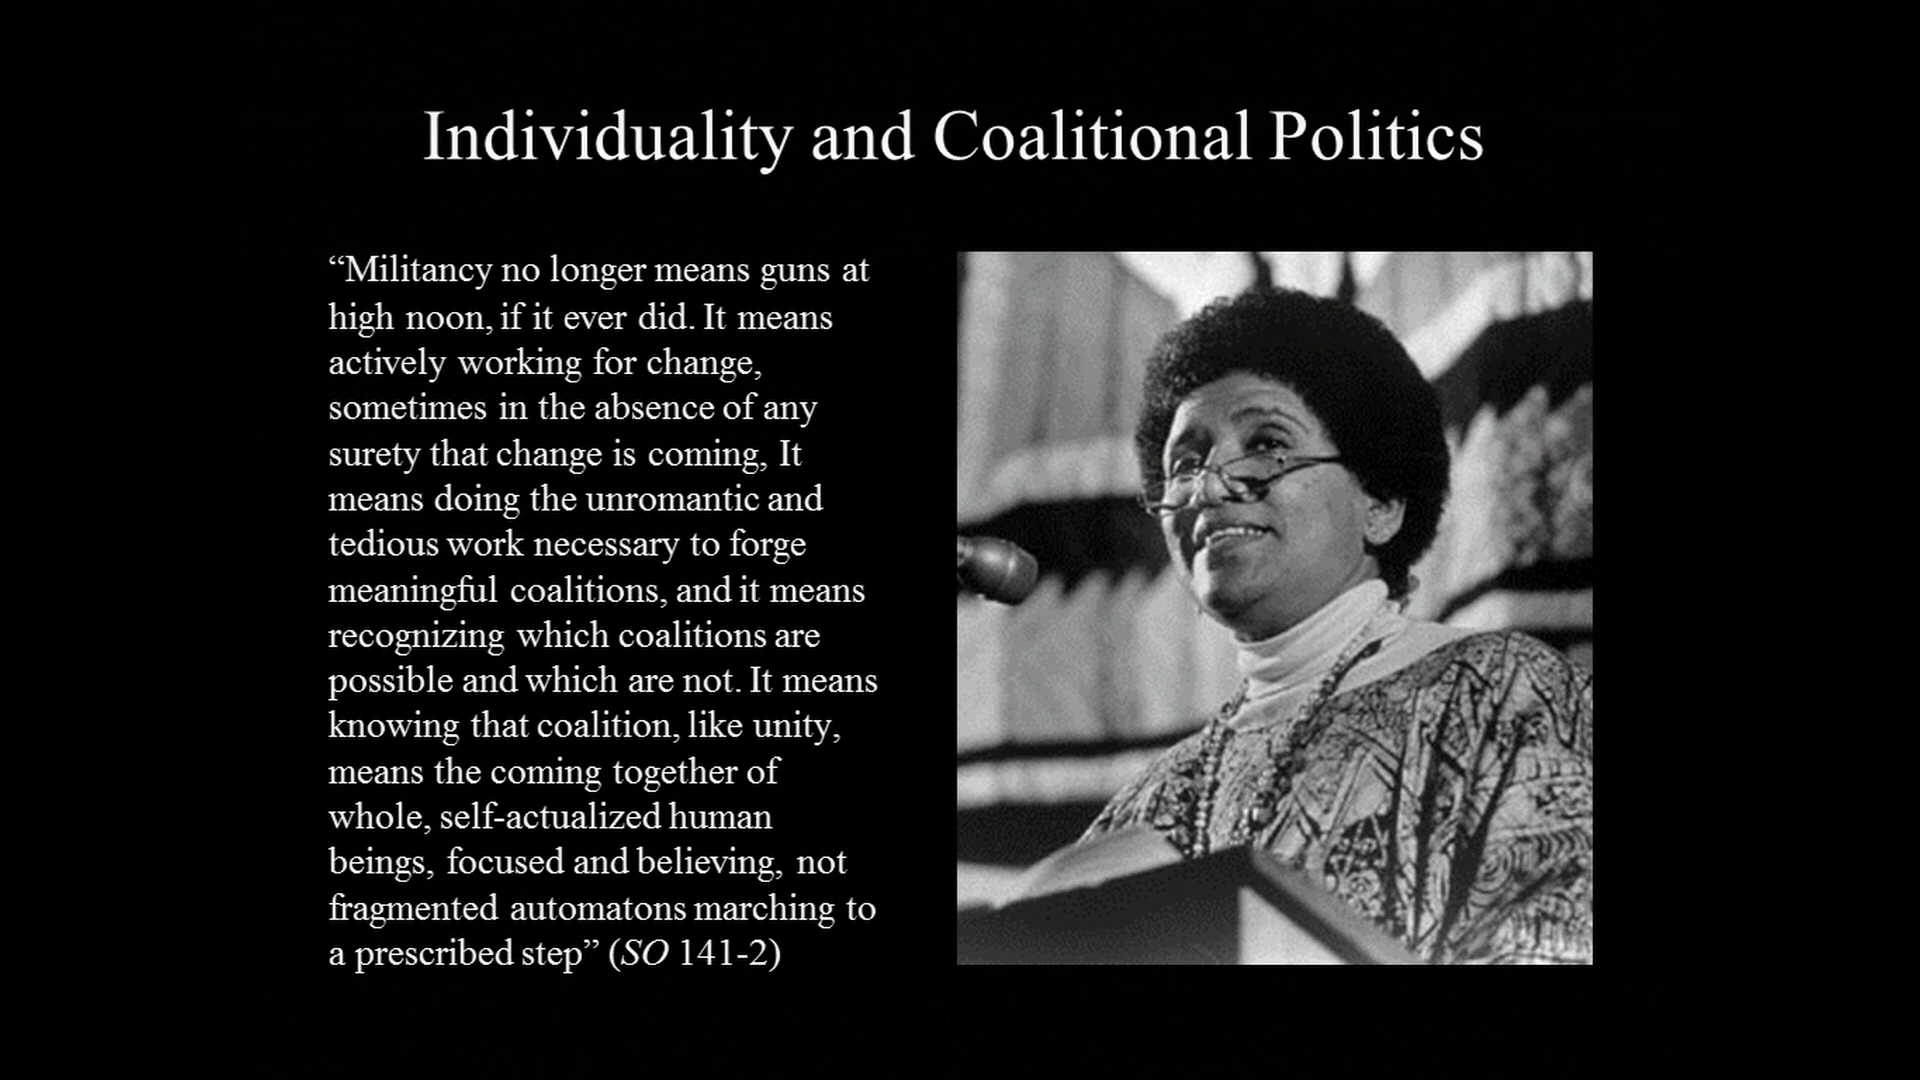 Individuality and Coalitional Politics
“Militancy no longer means guns at
high noon, if it ever did. It means
actively working for change,
sometimes in the absence of any
surety that change is coming, It
means doing the unromantic and
tedious work necessary to forge
meaningful coalitions, and it means
recognizing which coalitions are
possible and which are not. It means
knowing that coalition, like unity,
means the coming together of
whole, self-actualized human
beings, focused and believing, not
fragmented automatons marching to
a prescribed step” (SO 141-2)